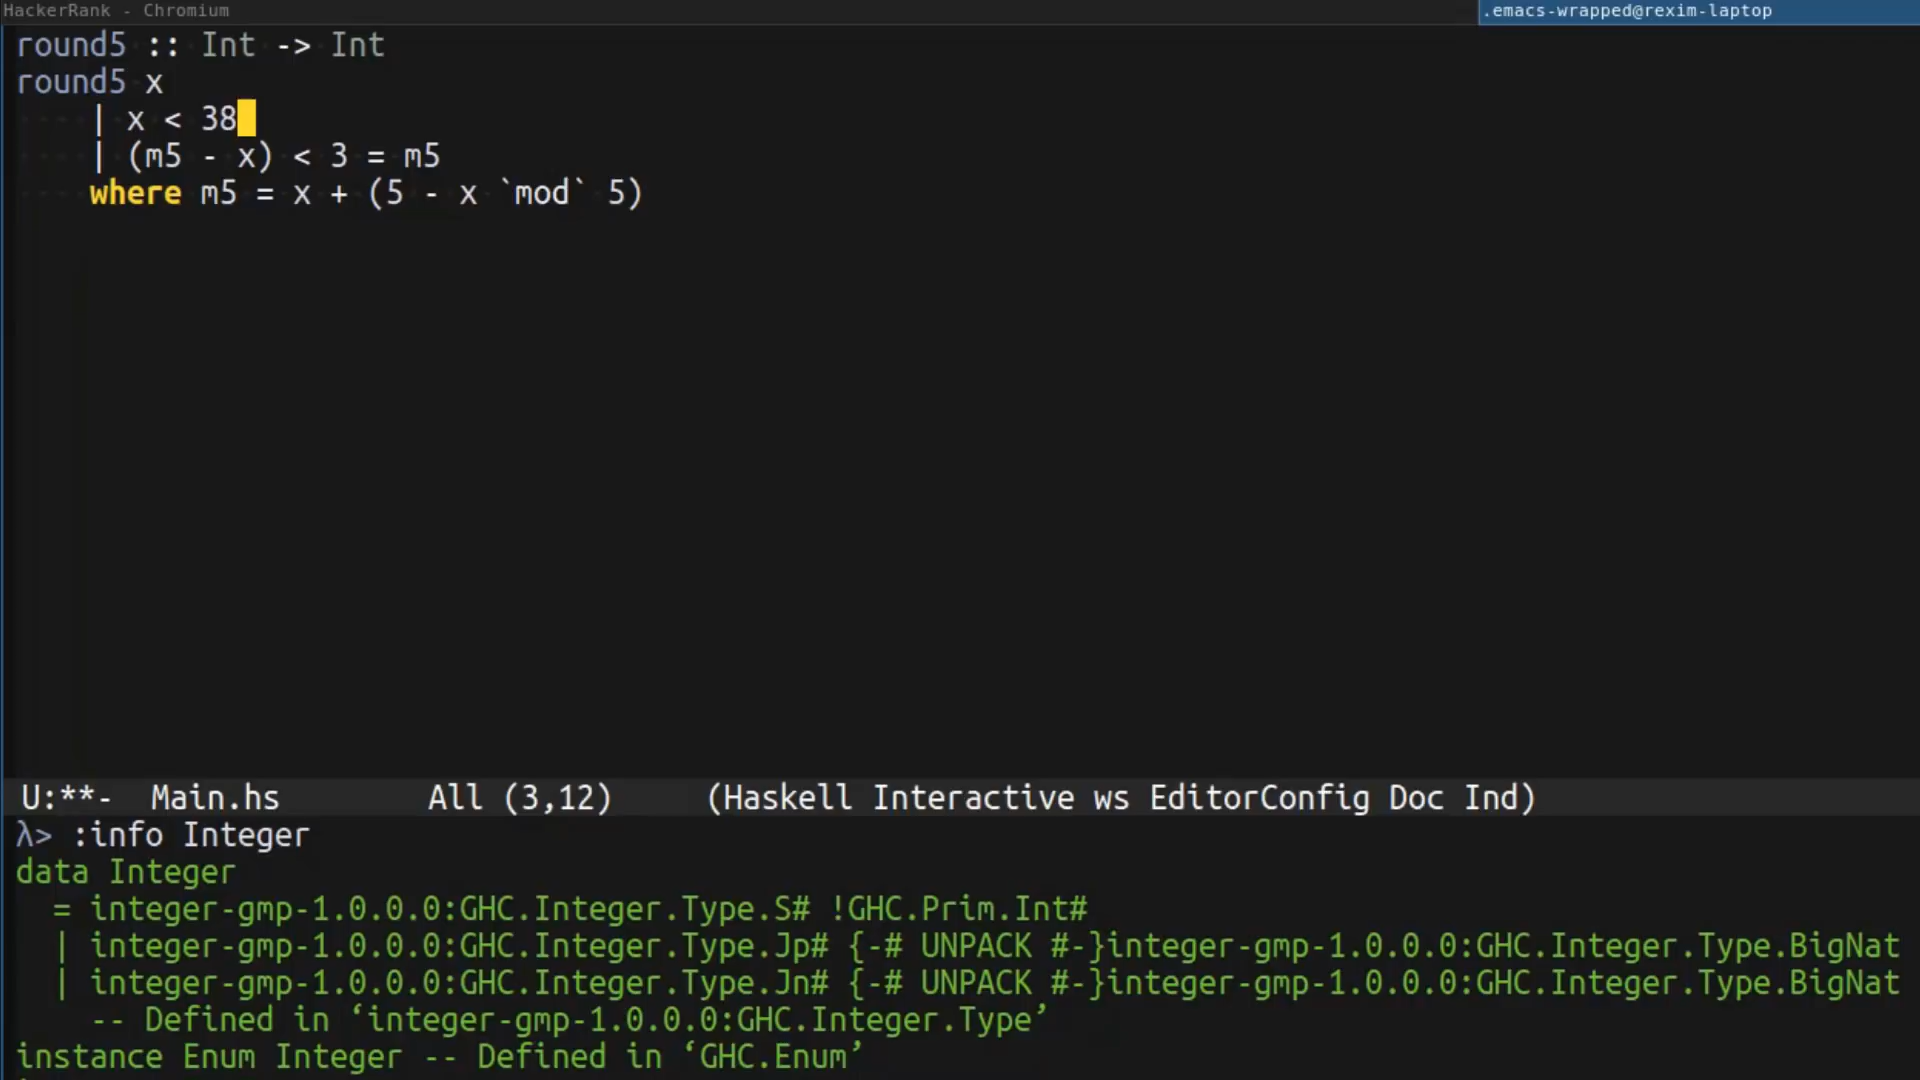 HackerRank - Chromium
.emacs-wrapped@rexim-laptop
round5 :: Int -> Int
round5 x
    | x < 38
    | (m5 - x) < 3 = m5
    where m5 = x + (5 - x `mod` 5)
U:**-  Main.hs        All (3,12)     (Haskell Interactive ws EditorConfig Doc Ind)
λ> :info Integer
data Integer
  = integer-gmp-1.0.0.0:GHC.Integer.Type.S# !GHC.Prim.Int#
  | integer-gmp-1.0.0.0:GHC.Integer.Type.Jp# {-# UNPACK #-}integer-gmp-1.0.0.0:GHC.Integer.Type.BigNat
  | integer-gmp-1.0.0.0:GHC.Integer.Type.Jn# {-# UNPACK #-}integer-gmp-1.0.0.0:GHC.Integer.Type.BigNat
    -- Defined in ‘integer-gmp-1.0.0.0:GHC.Integer.Type’
instance Enum Integer -- Defined in ‘GHC.Enum’